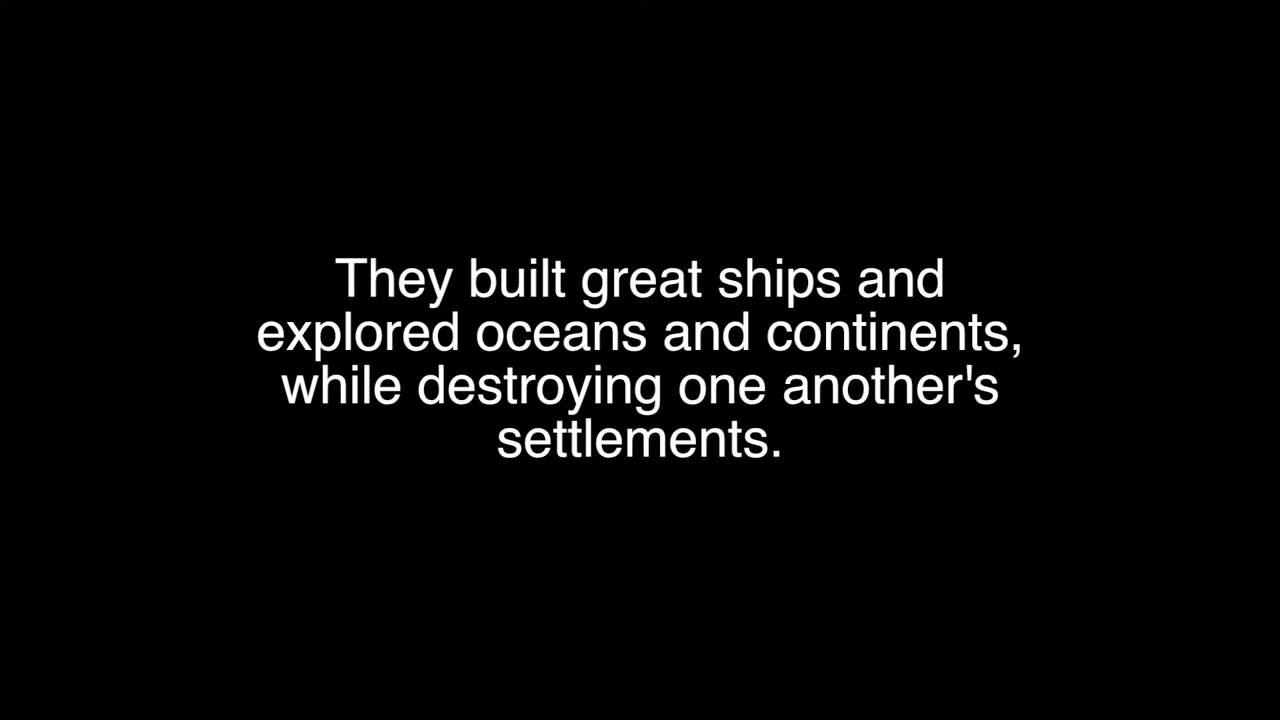 They built great ships and
explored oceans and continents,
while destroying one another's
settlements.